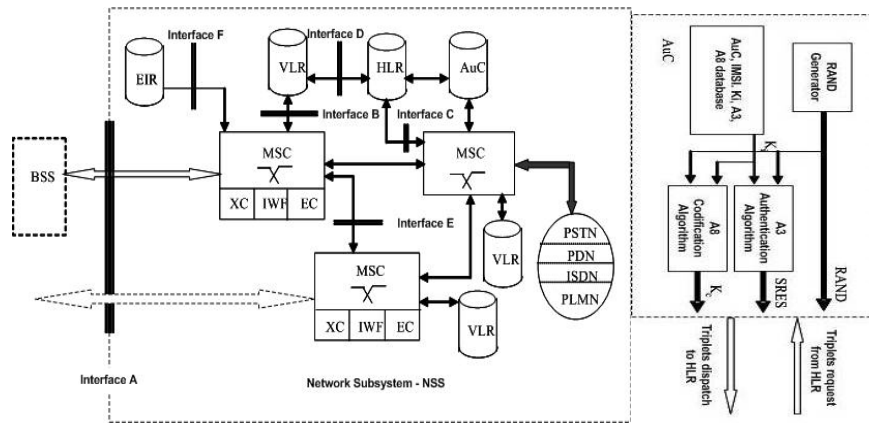 Interface F
EIR
VLR
Interface D
HLR
AuC
Interface B
Interface C
BSS
MSC
XC IWF EC
MSC
Interface E
VLR
PSTN
PDN
ISDN
PLMN
MSC
XC IWF EC
VLR
Interface A
Network Subsystem - NSS
AuC
AuC, IMSI. Ki, A3,
A8 database
RAND
Generator
Ki
A8
Codification
Algorithm
A3
Authentication
Algorithm
Kc
SRES
RAND
Triplets dispatch
to HLR
Triplets request
from HLR